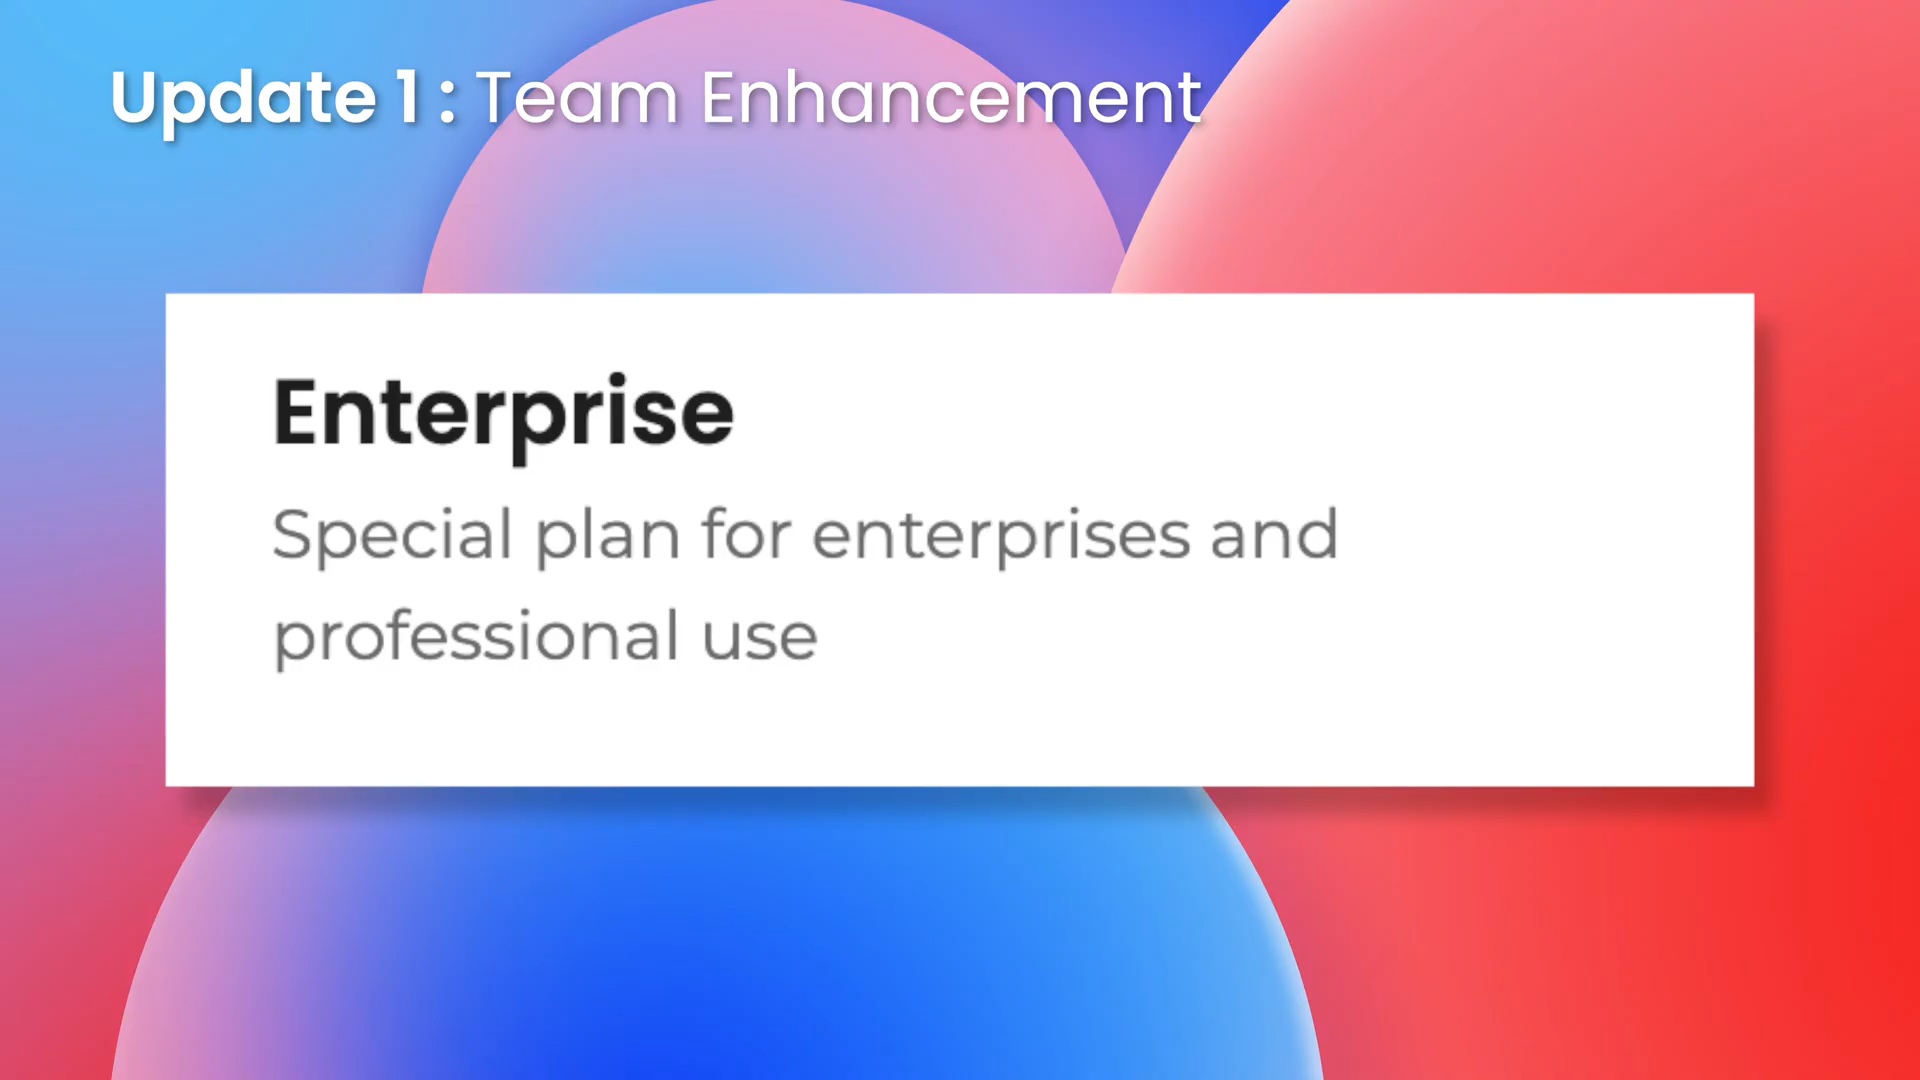 Update 1 : Team Enhancement
Enterprise
Special plan for enterprises and
professional use